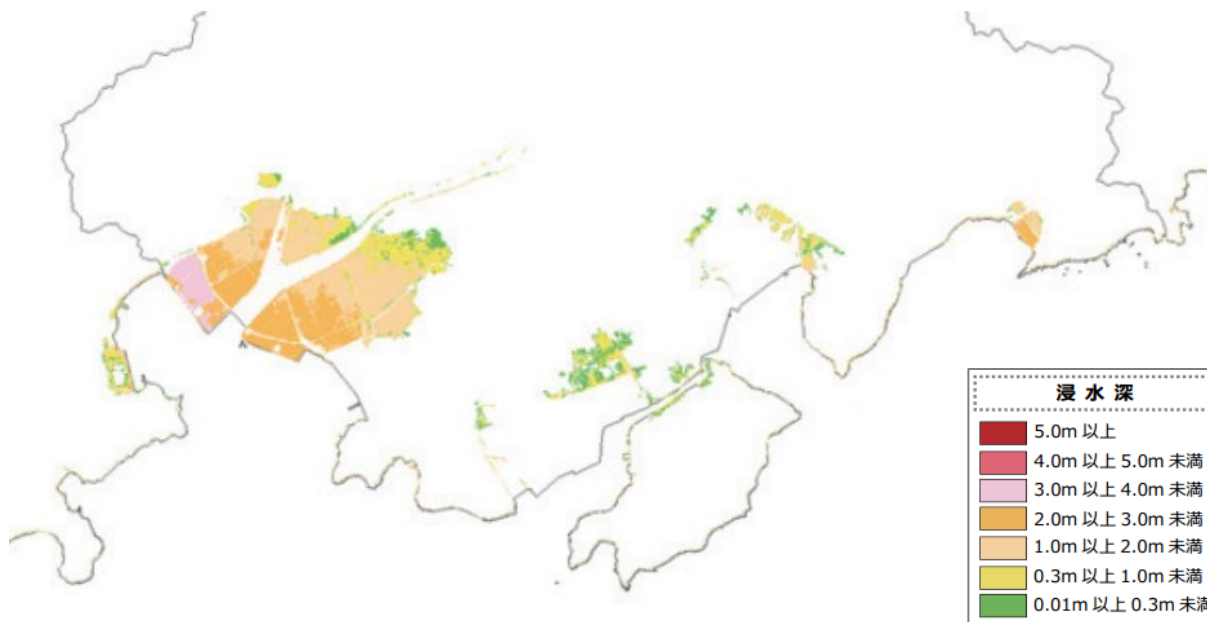 浸水深
5.0m 以上
4.0m 以上 5.0m 未満
3.0m 以上 4.0m 未満
2.0m 以上 3.0m 未満
1.0m 以上 2.0m 未満
0.3m 以上 1.0m 未満
0.01m 以上 0.3m 未満